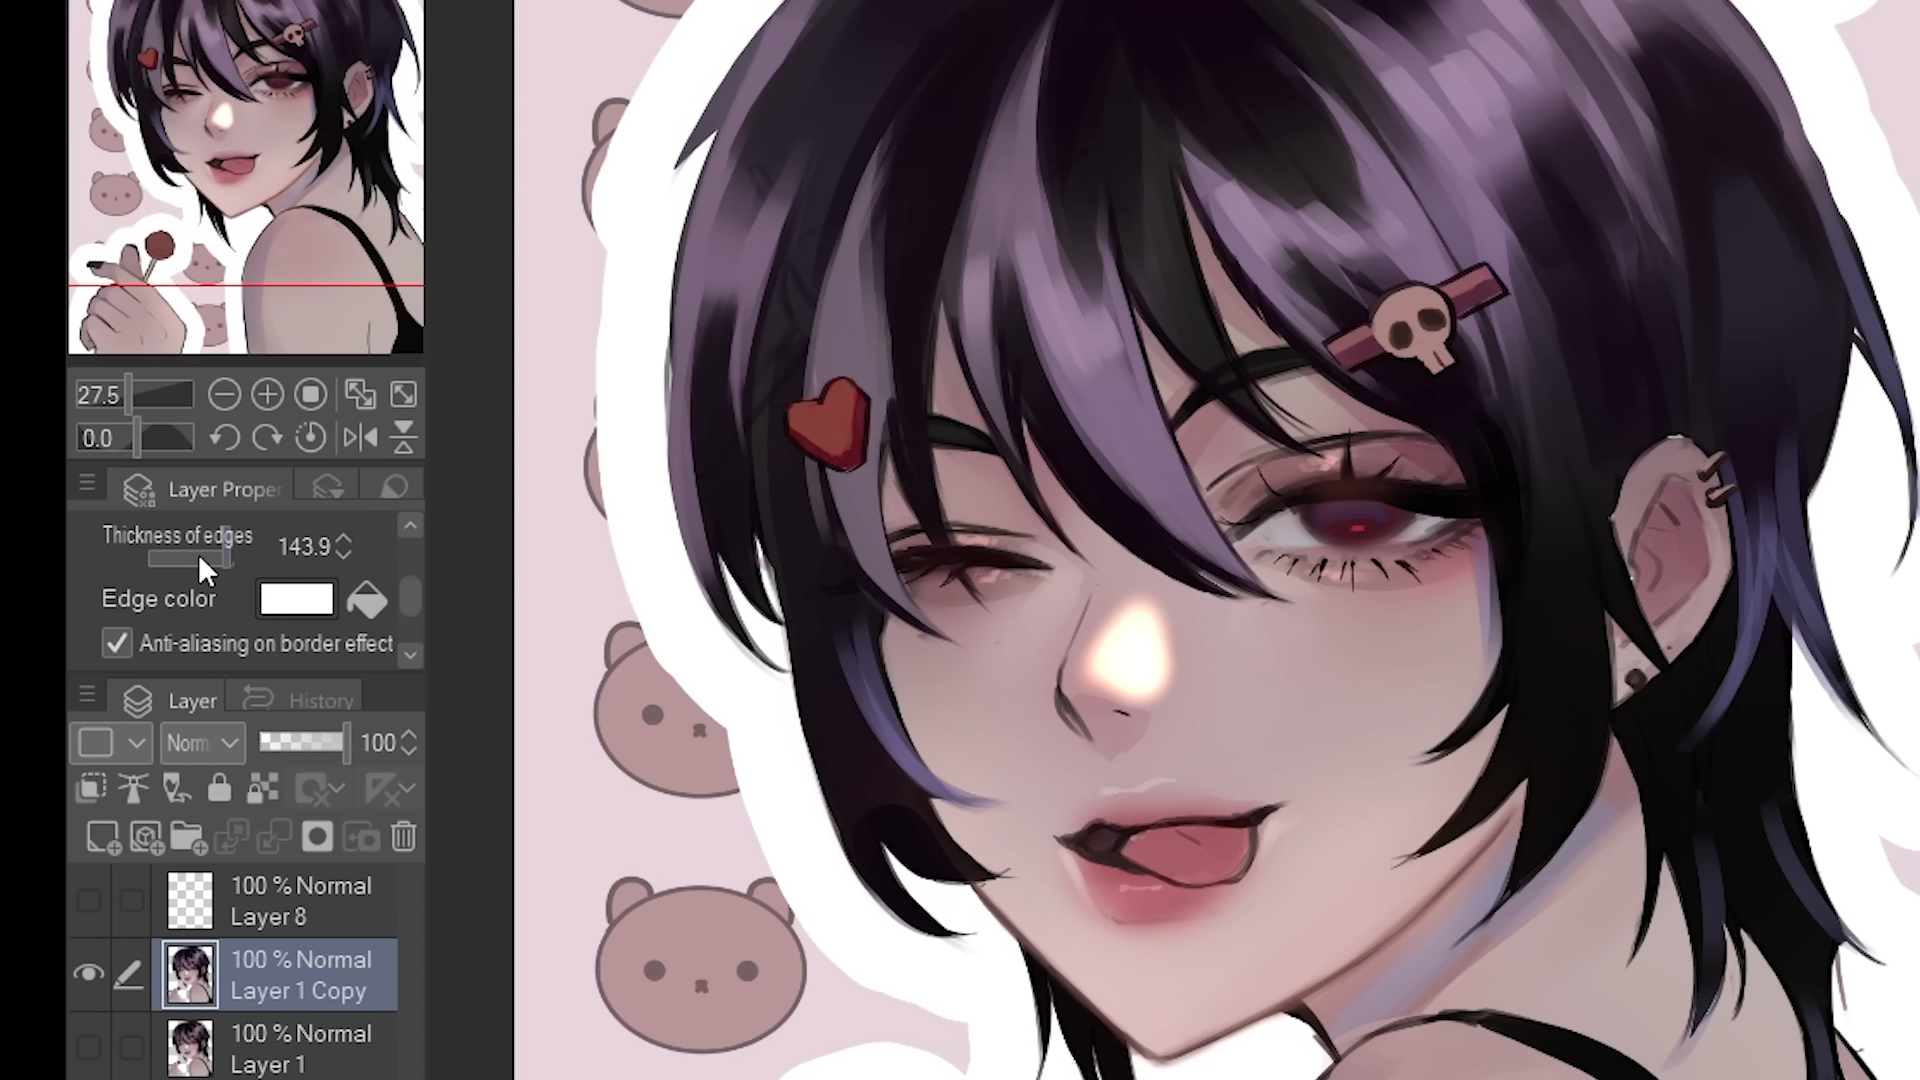 27.5
0.0
Layer Proper
Thickness of edges
143.9
Edge color
Anti-aliasing on border effect
Layer
History
Norm
100
100 % Normal
Layer 8
100 % Normal
Layer 1 Copy
100 % Normal
Layer 1